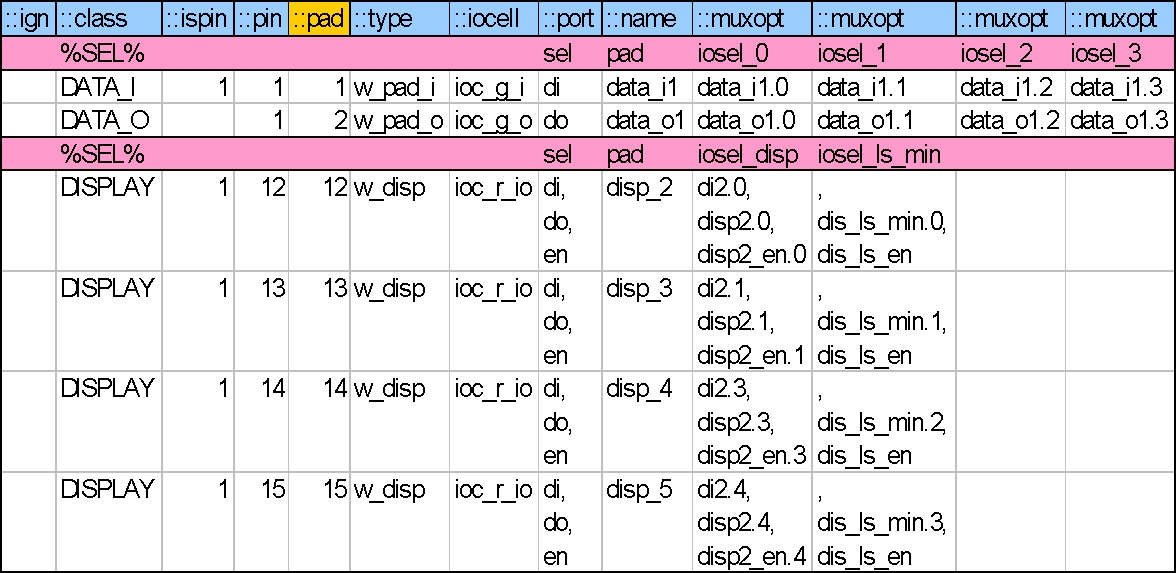 ::ign ::class ::ispin ::pin ::pad ::type ::iocell ::port ::name ::muxopt ::muxopt ::muxopt ::muxopt
%SEL% sel pad iosel_0 iosel_1 iosel_2 iosel_3
DATA_I 1 1 1 w_pad_i ioc_g_i di data_i1 data_i1.0 data_i1.1 data_i1.2 data_i1.3
DATA_O 1 2 w_pad_o ioc_g_o do data_o1 data_o1.0 data_o1.1 data_o1.2 data_o1.3
%SEL% sel pad iosel_disp iosel_ls_min
DISPLAY 1 12 12 w_disp ioc_r_io di, disp_2 di2.0, ,
do, disp2.0, dis_ls_min.0,
en disp2_en.0 dis_ls_en
DISPLAY 1 13 13 w_disp ioc_r_io di, disp_3 di2.1, ,
do, disp2.1, dis_ls_min.1,
en disp2_en.1 dis_ls_en
DISPLAY 1 14 14 w_disp ioc_r_io di, disp_4 di2.3, ,
do, disp2.3, dis_ls_min.2,
en disp2_en.3 dis_ls_en
DISPLAY 1 15 15 w_disp ioc_r_io di, disp_5 di2.4, ,
do, disp2.4, dis_ls_min.3,
en disp2_en.4 dis_ls_en